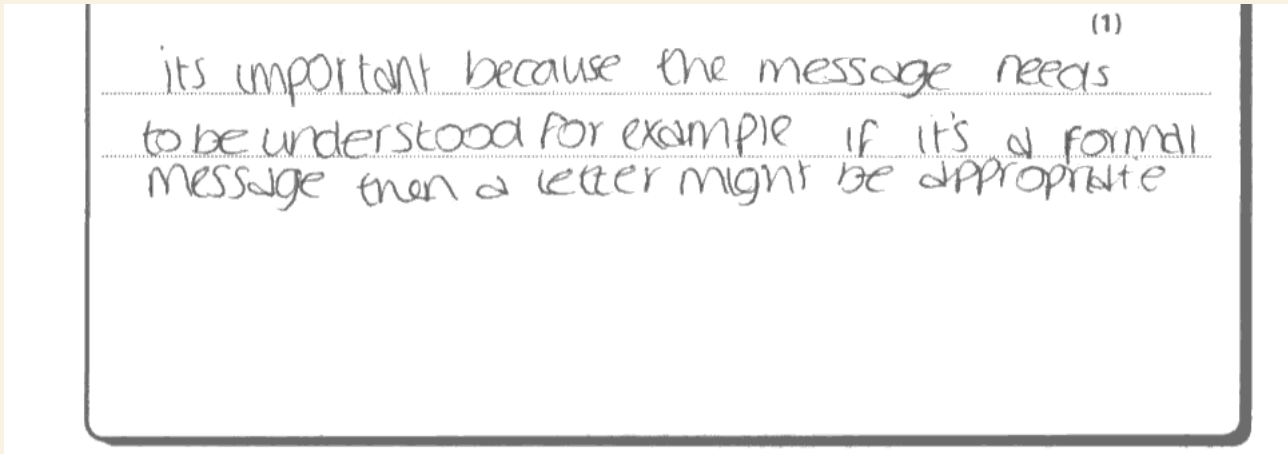 (1)
its important because the message needs
to be understood for example if it's a formal
message then a letter might be appropriate